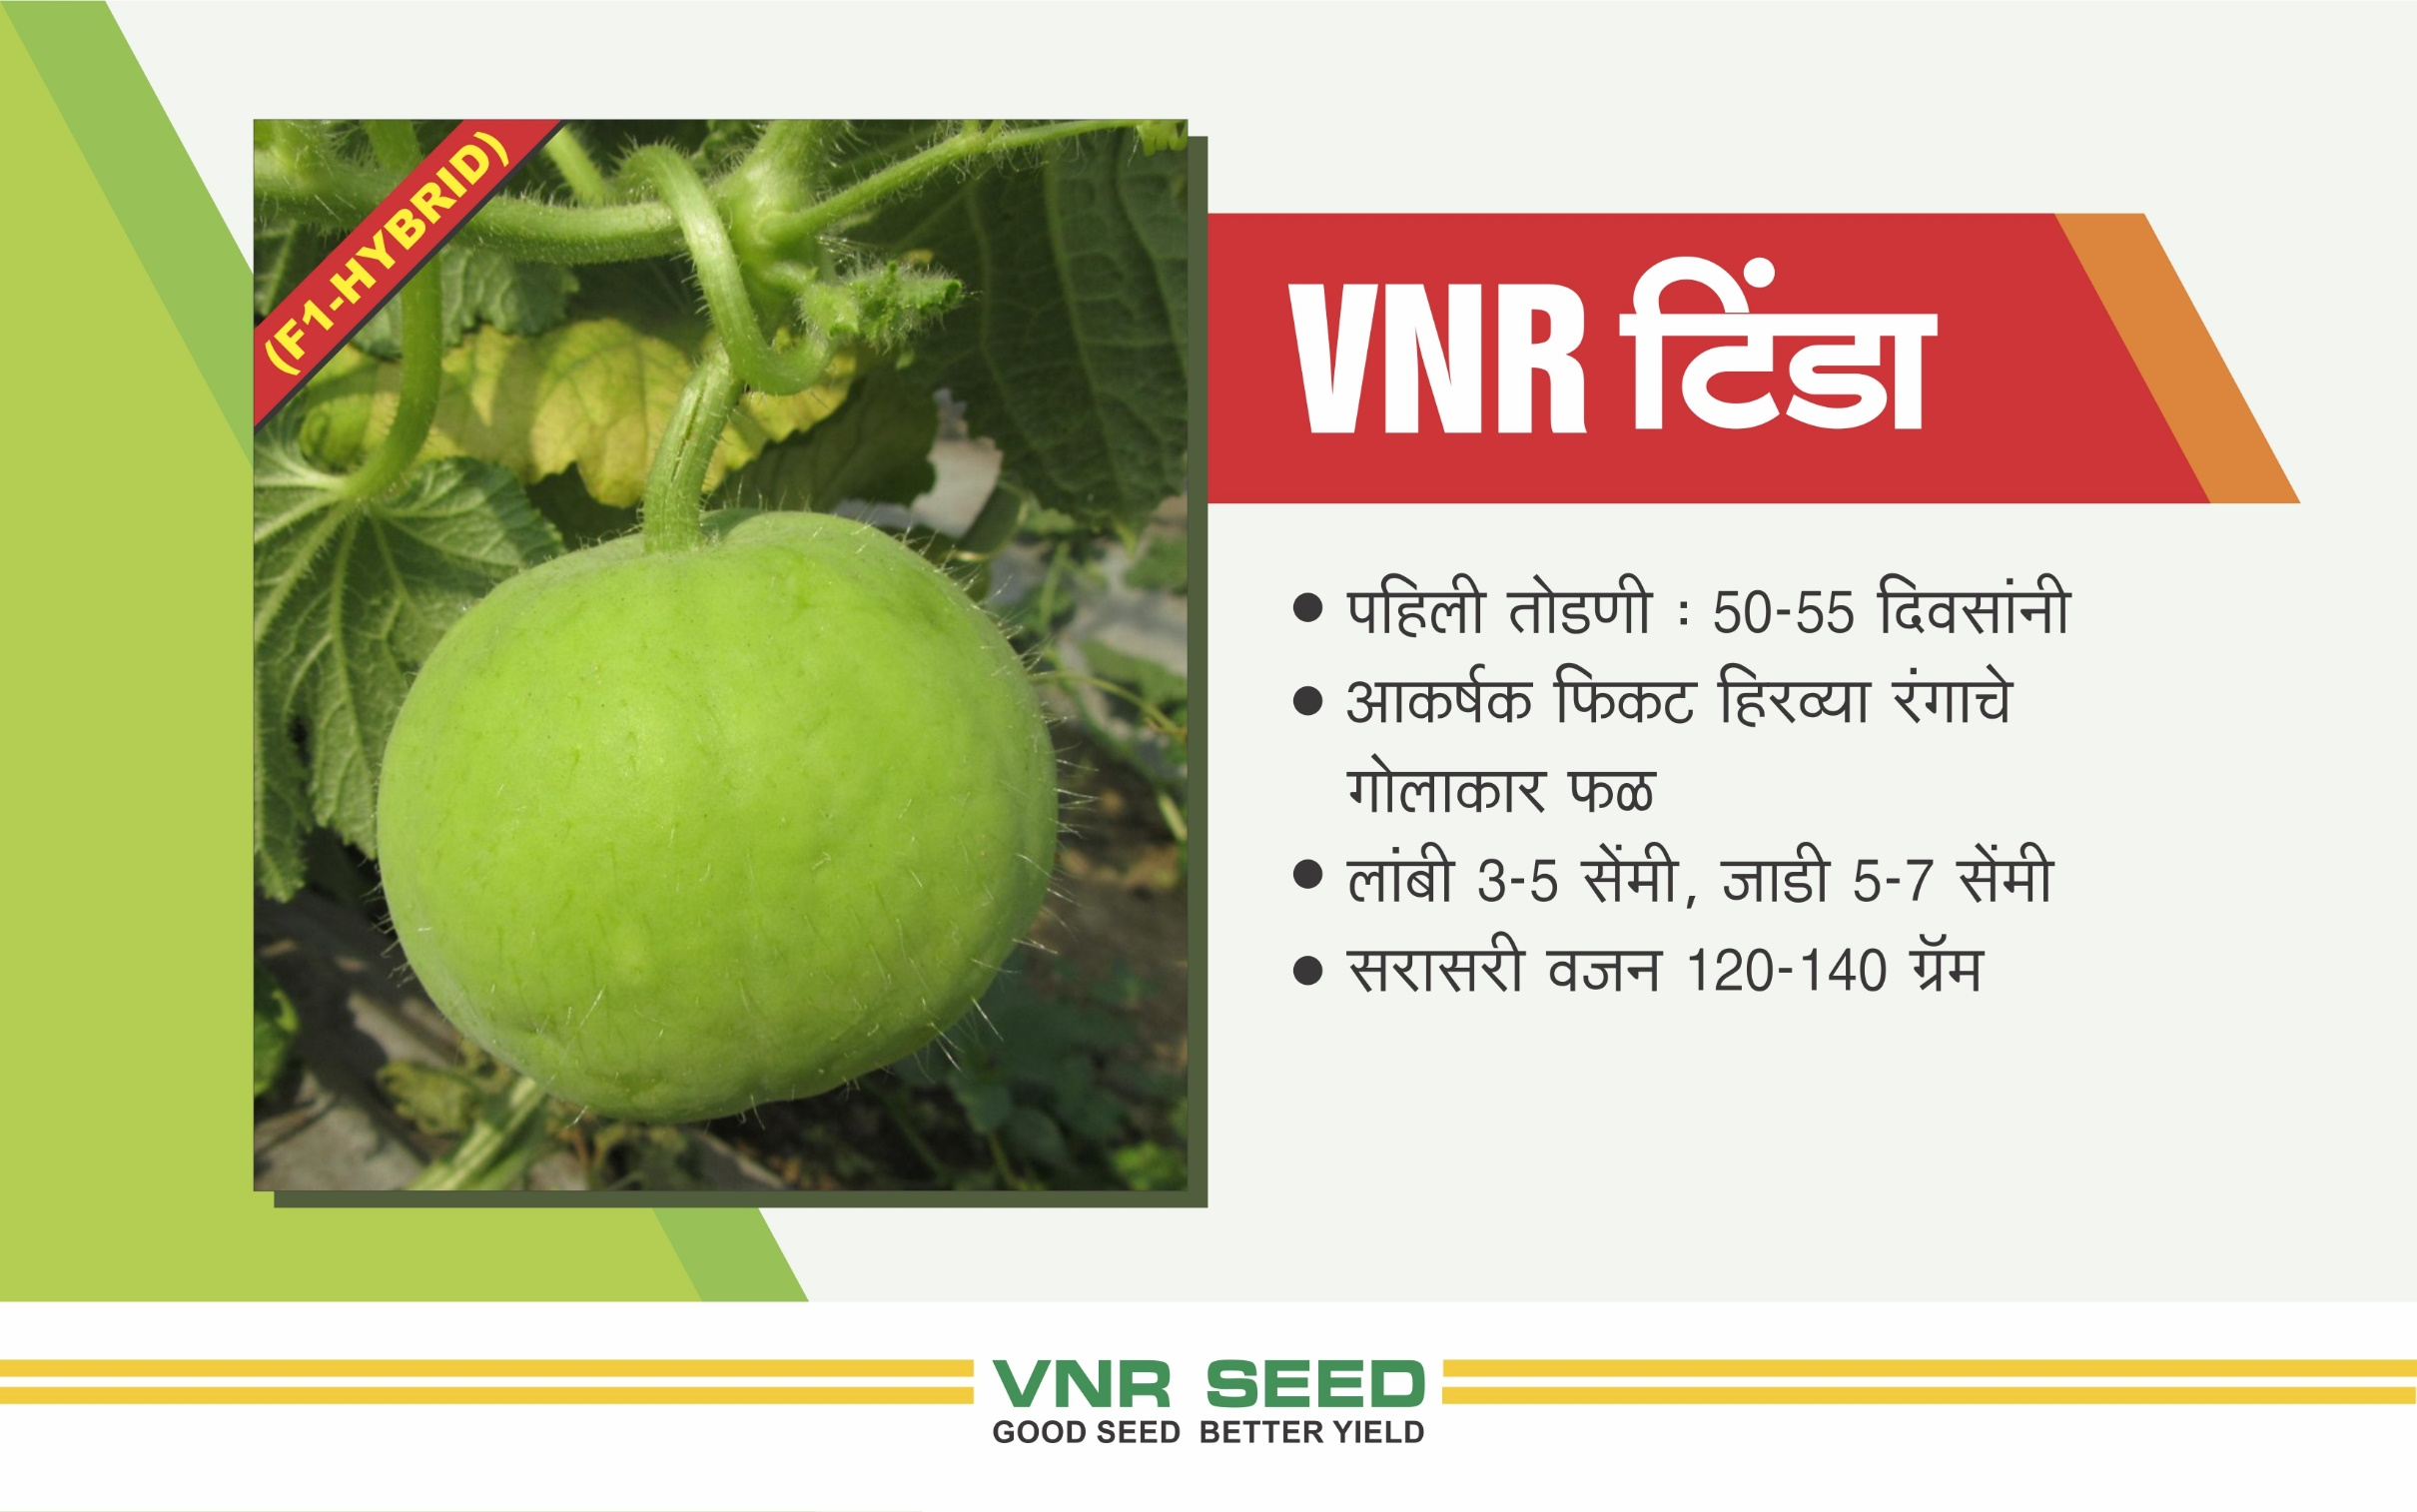 (F1-HYBRID))
VNR टिंडा
● पहिली तोडणी : 50-55 दिवसांनी
● आकर्षक फिकट हिरव्या रंगाचे
गोलाकार फळ
● लांबी 3-5 सेंमी, जाडी 5-7 सेंमी
● सरासरी वजन 120-140 ग्रॅम
VNR SEED
GOOD SEED BETTER YIELD